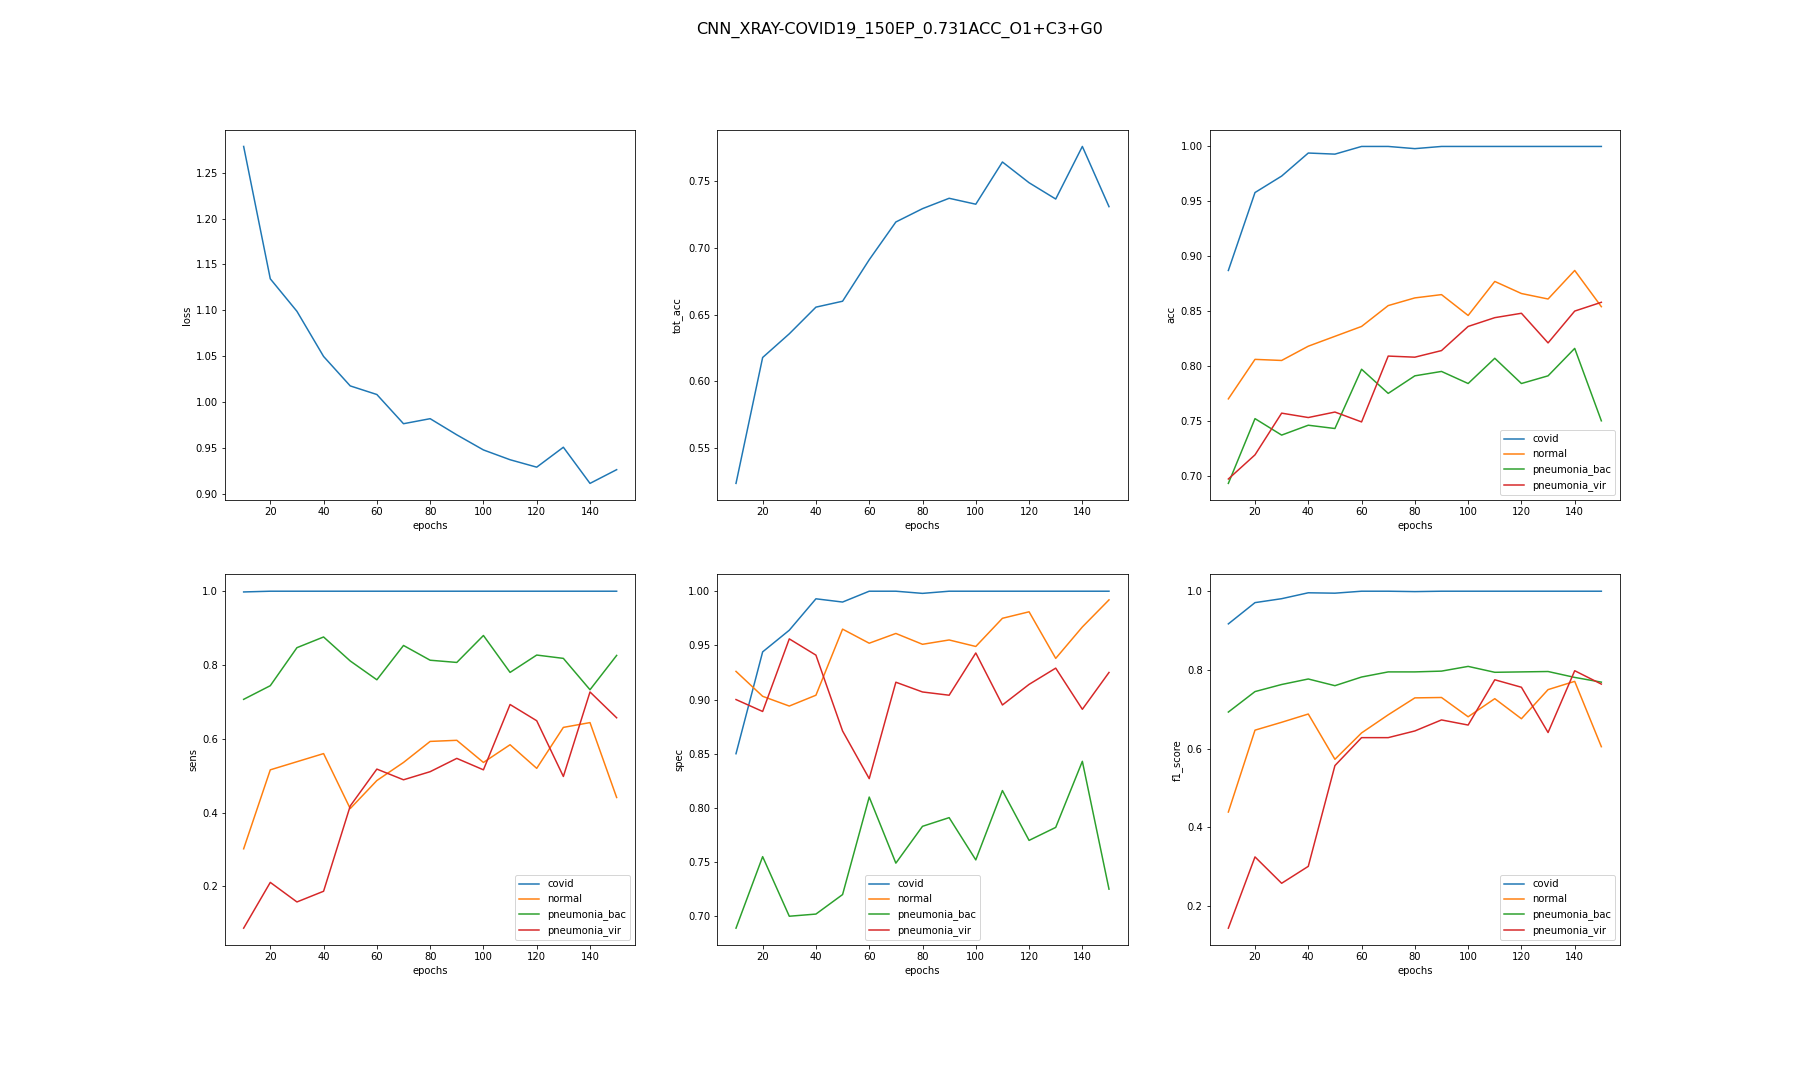 CNN_XRAY-COVID19_150EP_0.731ACC_O1+C3+G0
1.25
1.20
1.15
1.10
1.05
1.00
0.95
0.90
loss
20 40 60 80 100 120 140
epochs
0.75
0.70
0.65
0.60
0.55
tot_acc
20 40 60 80 100 120 140
epochs
1.00
0.95
0.90
0.85
0.80
0.75
0.70
acc
covid
normal
pneumonia_bac
pneumonia_vir
20 40 60 80 100 120 140
epochs
1.0
0.8
0.6
0.4
0.2
sens
covid
normal
pneumonia_bac
pneumonia_vir
20 40 60 80 100 120 140
epochs
1.00
0.95
0.90
0.85
0.80
0.75
0.70
spec
covid
normal
pneumonia_bac
pneumonia_vir
20 40 60 80 100 120 140
epochs
1.0
0.8
0.6
0.4
0.2
f1_score
covid
normal
pneumonia_bac
pneumonia_vir
20 40 60 80 100 120 140
epochs